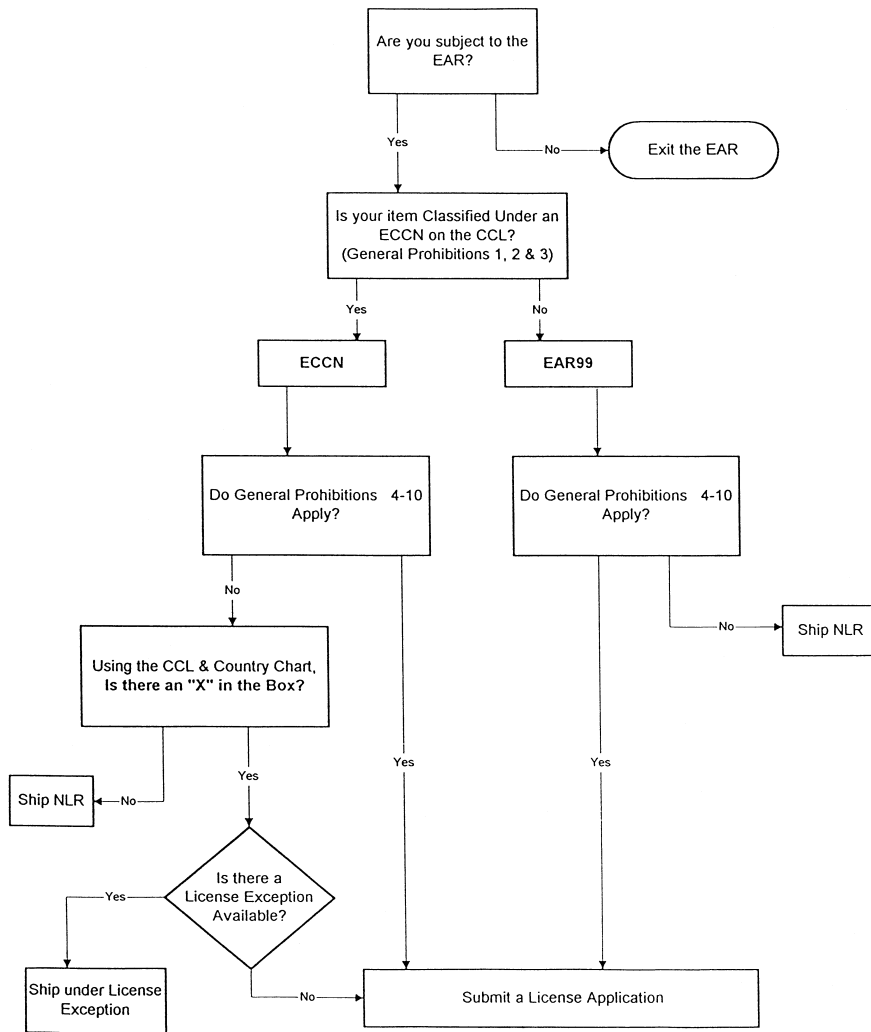 Are you subject to the
EAR?
Yes
No
Exit the EAR
Is your item Classified Under an
ECCN on the CCL?
(General Prohibitions 1, 2 & 3)
Yes
No
ECCN
EAR99
Do General Prohibitions 4-10
Apply?
Do General Prohibitions 4-10
Apply?
No
No
Ship NLR
Using the CCL & Country Chart,
Is there an "X" in the Box?
Yes
Yes
Yes
Ship NLR
No
Is there a
License Exception
Available?
Yes
Ship under License
Exception
No
Submit a License Application